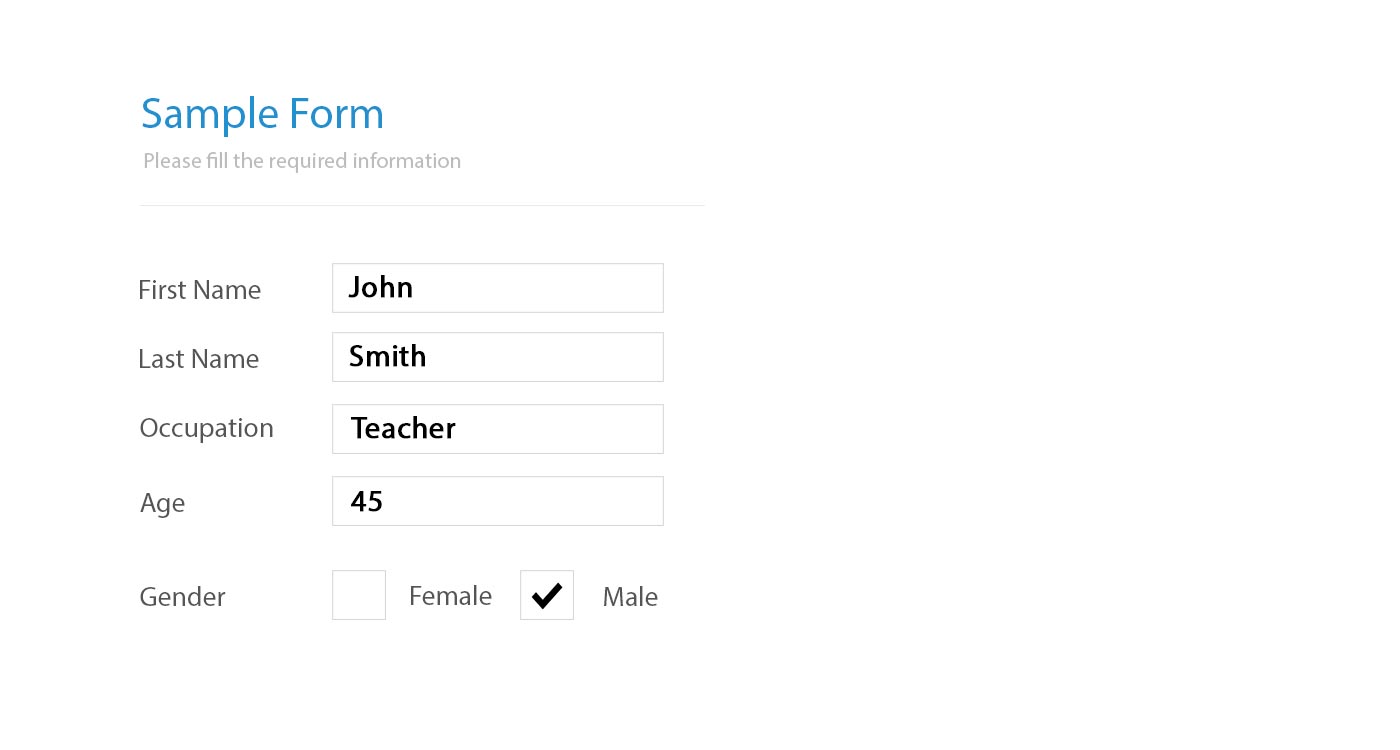 Sample Form
Please fill the required information
First Name John
Last Name Smith
Occupation Teacher
Age 45
Gender Female ✔ Male